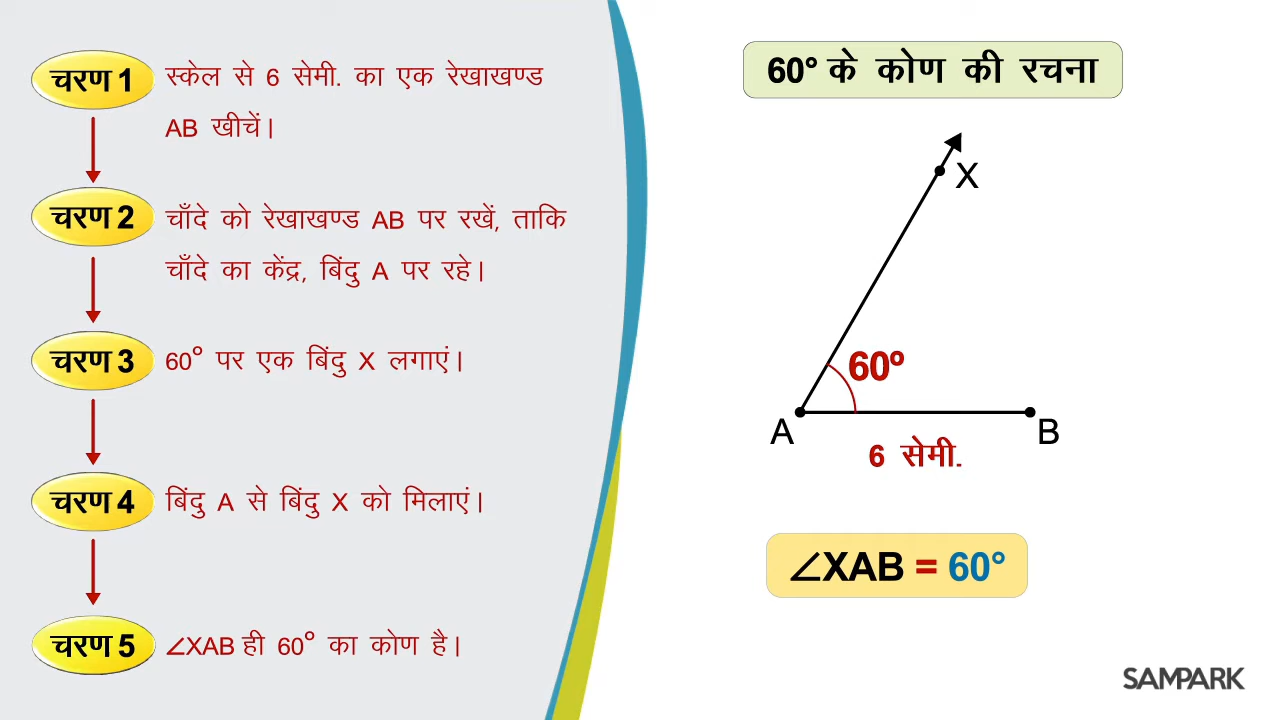 चरण 1
स्केल से 6 सेमी. का एक रेखाखण्ड
AB खीचें।
चरण 2
चाँदे को रेखाखण्ड AB पर रखें, ताकि
चाँदे का केंद्र, बिंदु A पर रहे।
चरण 3
60° पर एक बिंदु X लगाएं।
चरण 4
बिंदु A से बिंदु X को मिलाएं।
चरण 5
∠XAB ही 60° का कोण है।
60° के कोण की रचना
X
60º
A
B
6 सेमी.
∠XAB = 60°
SAMPARK